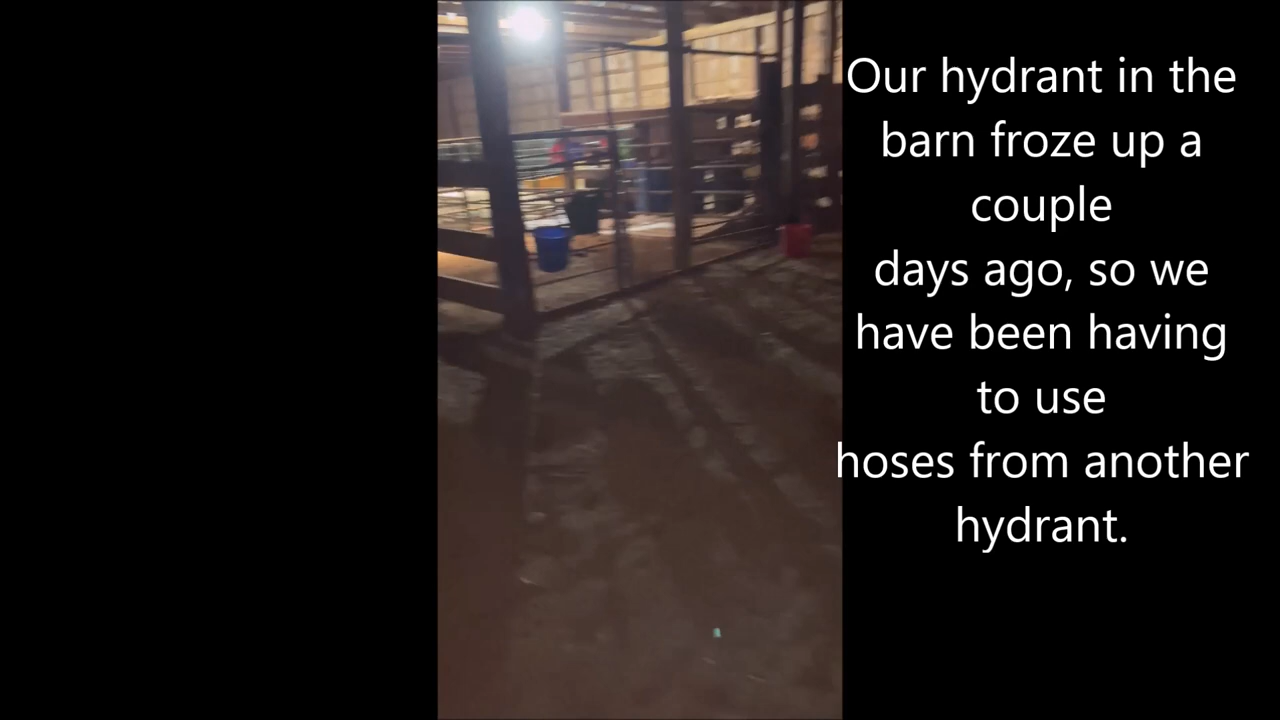 Our hydrant in the
barn froze up a
couple
days ago, so we
have been having
to use
hoses from another
hydrant.